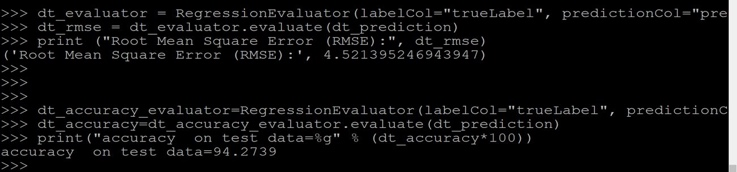 >>> dt_evaluator = RegressionEvaluator(labelCol="trueLabel", predictionCol="pre
>>> dt_rmse = dt_evaluator.evaluate(dt_prediction)
>>> print ("Root Mean Square Error (RMSE):", dt_rmse)
('Root Mean Square Error (RMSE):', 4.521395246943947)
>>>
>>>
>>>
>>> dt_accuracy_evaluator=RegressionEvaluator(labelCol="trueLabel", predictionC
>>> dt_accuracy=dt_accuracy_evaluator.evaluate(dt_prediction)
>>> print("accuracy  on test data=%g" % (dt_accuracy*100))
accuracy  on test data=94.2739
>>>